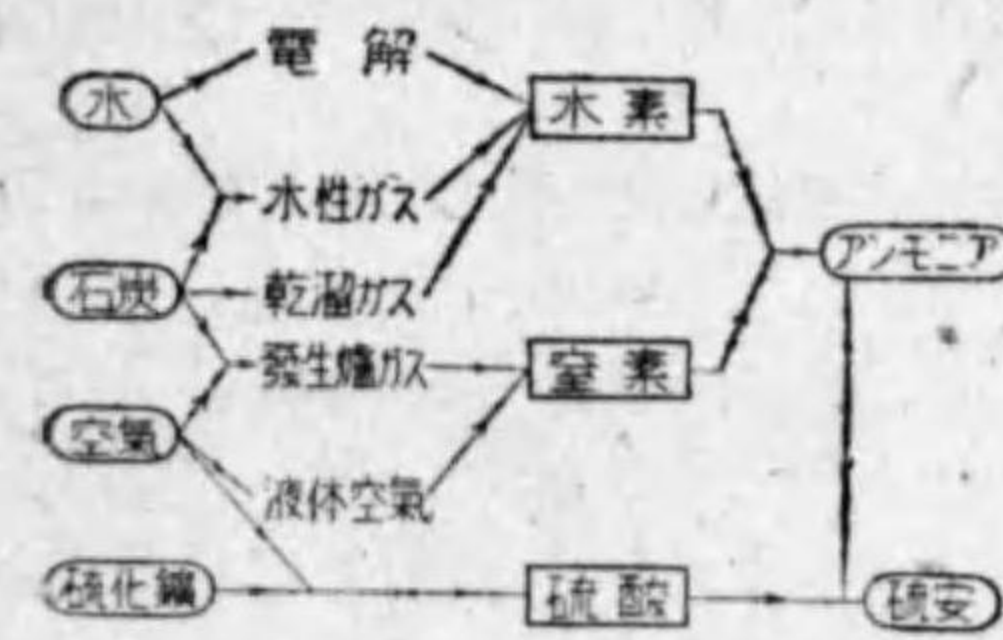 電解
水
水素
水性ガス
アンモニア
石炭
乾溜ガス
發生爐ガス
窒素
空氣
液体空氣
硫化鑛
硫酸
硫安